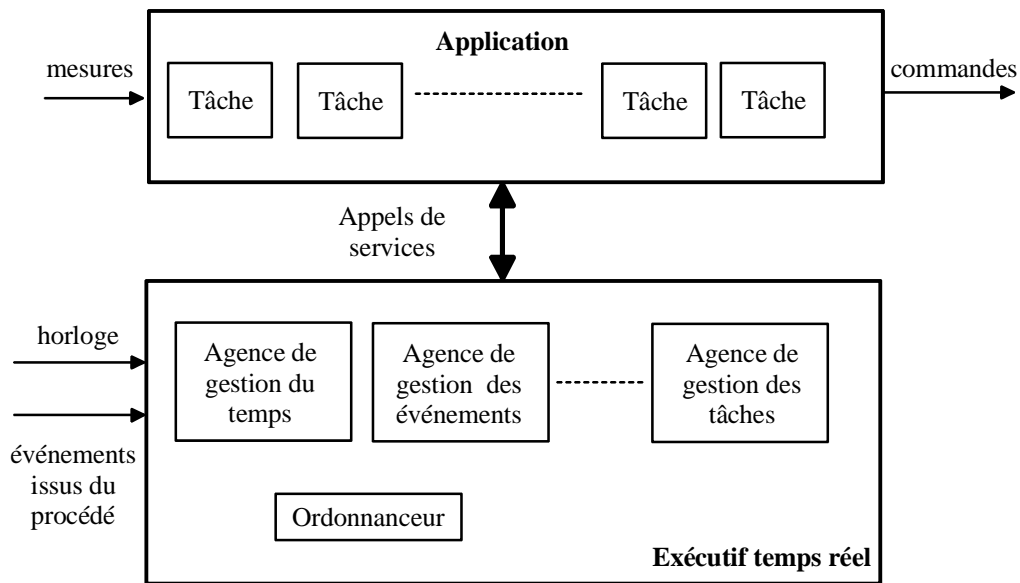 Application
mesures
commandes
Tâche
Tâche
Tâche
Tâche
Appels de
services
horloge
Agence de
gestion du
temps
Agence de
gestion des
événements
Agence de
gestion des
tâches
événements
issus du
procédé
Ordonnanceur
Exécutif temps réel